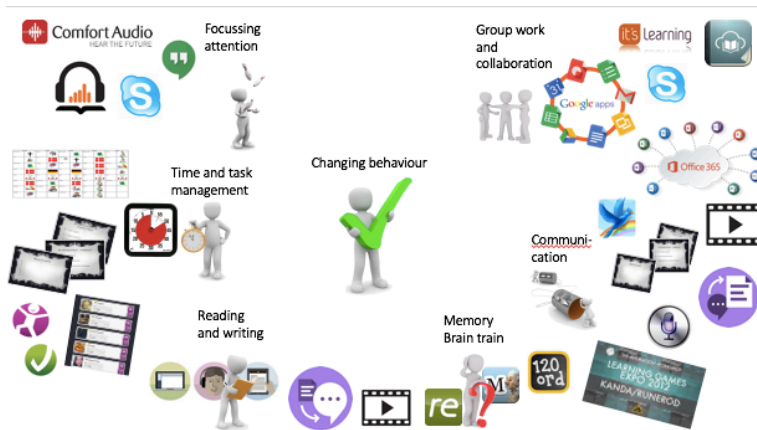 Comfort Audio
HEAR THE FUTURE
Focussing
attention
Group work
and
collaboration
it's Learning
Google apps
Office 365
Time and task
management
Changing behaviour
Communi-
cation
Reading
and writing
Memory
Brain train
re
M
120
ord
LEARNING GAMES
EXPO 2015
KANDA/RUNERØD